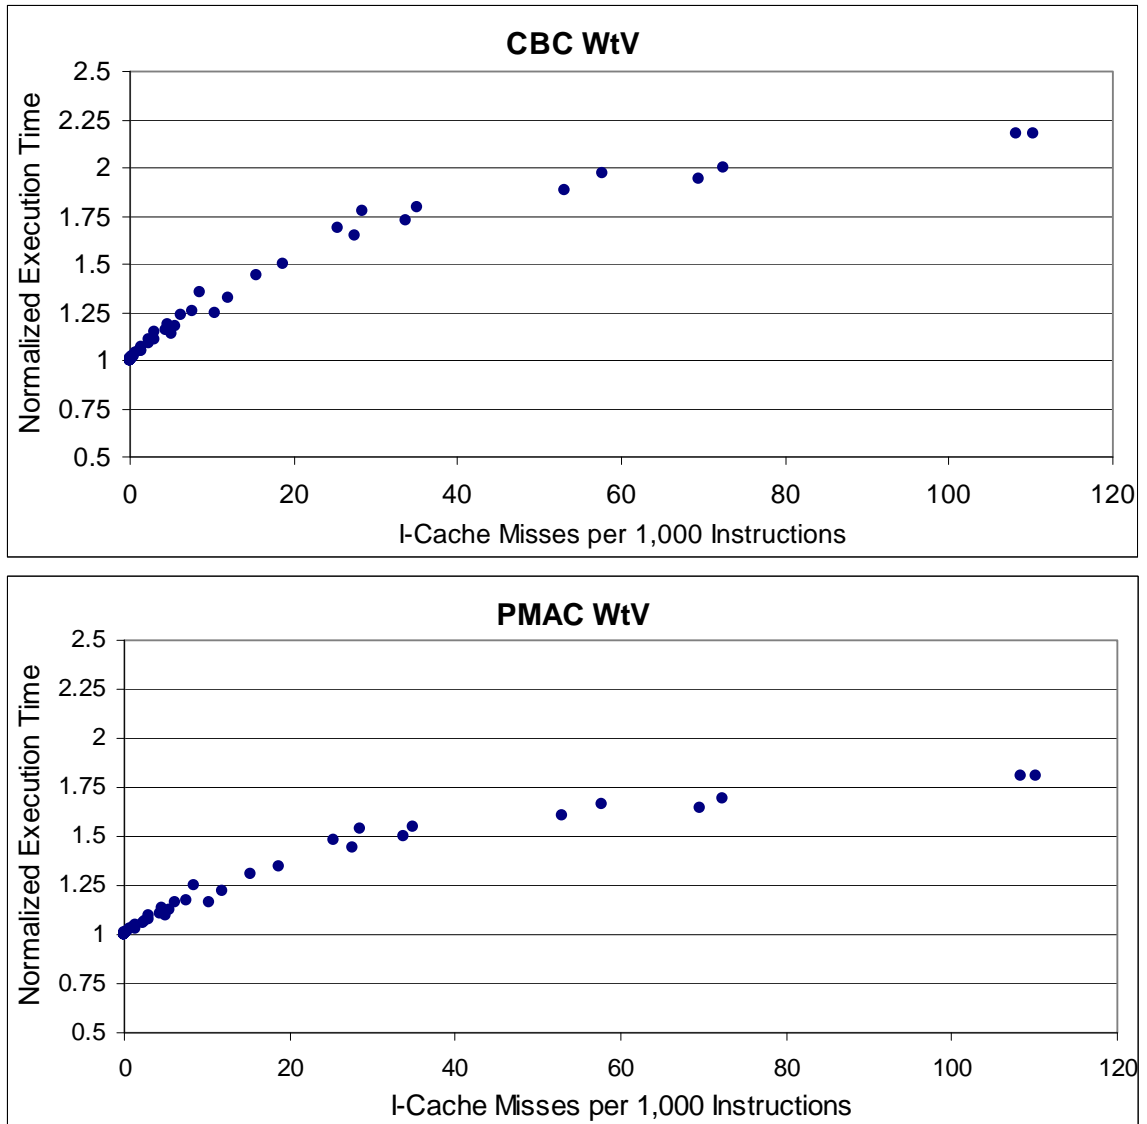 CBC WtV
2.5
2.25
2
1.75
1.5
1.25
1
0.75
0.5
Normalized Execution Time
0 20 40 60 80 100 120
I-Cache Misses per 1,000 Instructions
PMAC WtV
2.5
2.25
2
1.75
1.5
1.25
1
0.75
0.5
Normalized Execution Time
0 20 40 60 80 100 120
I-Cache Misses per 1,000 Instructions